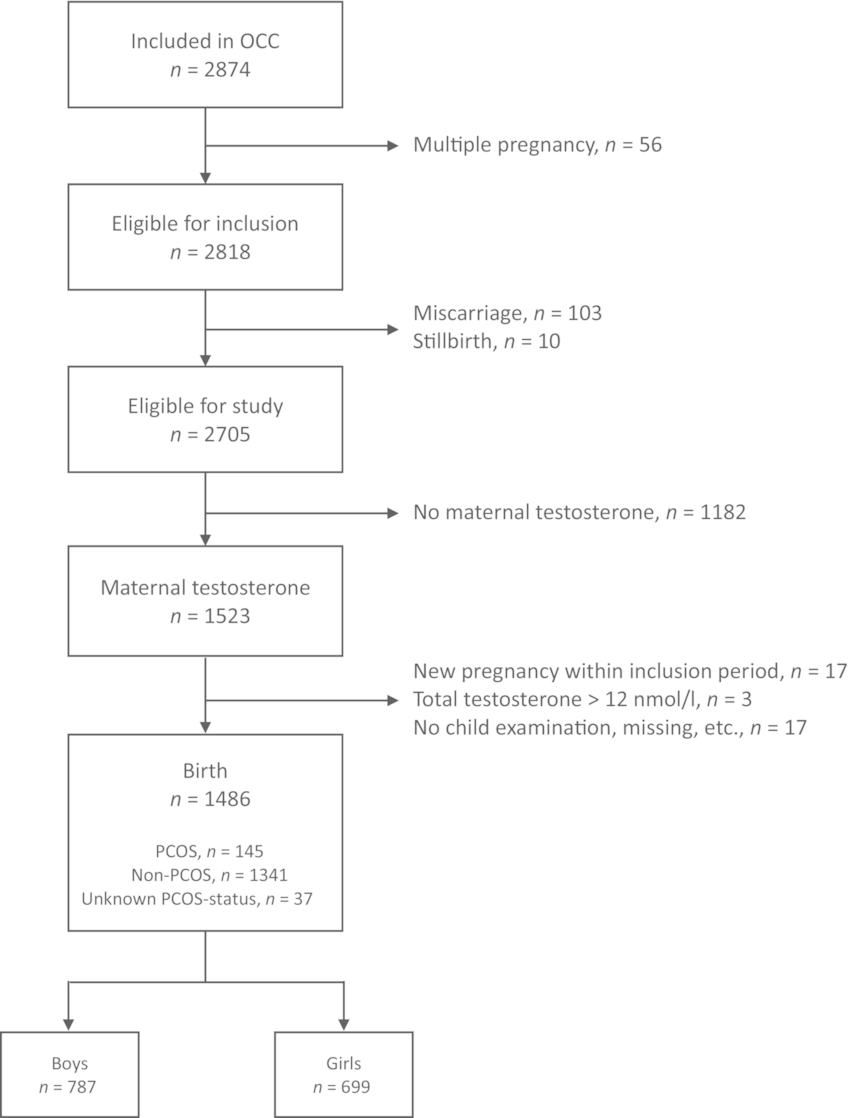 Included in OCC
n = 2874
Multiple pregnancy, n = 56
Eligible for inclusion
n = 2818
Miscarriage, n = 103
Stillbirth, n = 10
Eligible for study
n = 2705
No maternal testosterone, n = 1182
Maternal testosterone
n = 1523
New pregnancy within inclusion period, n = 17
Total testosterone > 12 nmol/l, n = 3
No child examination, missing, etc., n = 17
Birth
n = 1486
PCOS, n = 145
Non-PCOS, n = 1341
Unknown PCOS-status, n = 37
Boys
n = 787
Girls
n = 699